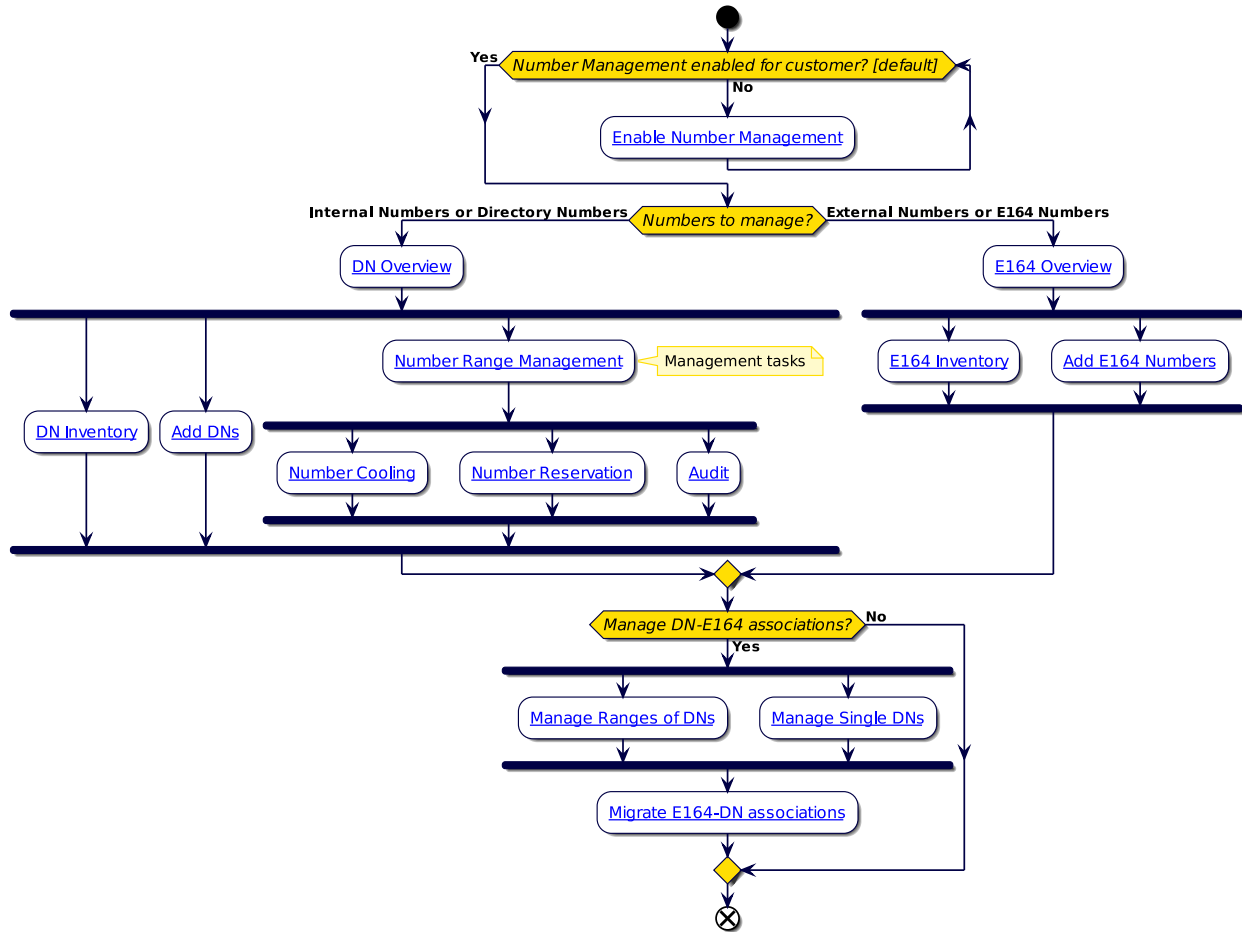 Yes
Number Management enabled for customer? [default]
No
Enable Number Management
Internal Numbers or Directory Numbers
Numbers to manage?
External Numbers or E164 Numbers
DN Overview
E164 Overview
Number Range Management
Management tasks
E164 Inventory
Add E164 Numbers
DN Inventory
Add DNs
Number Cooling
Number Reservation
Audit
Manage DN-E164 associations?
No
Yes
Manage Ranges of DNs
Manage Single DNs
Migrate E164-DN associations